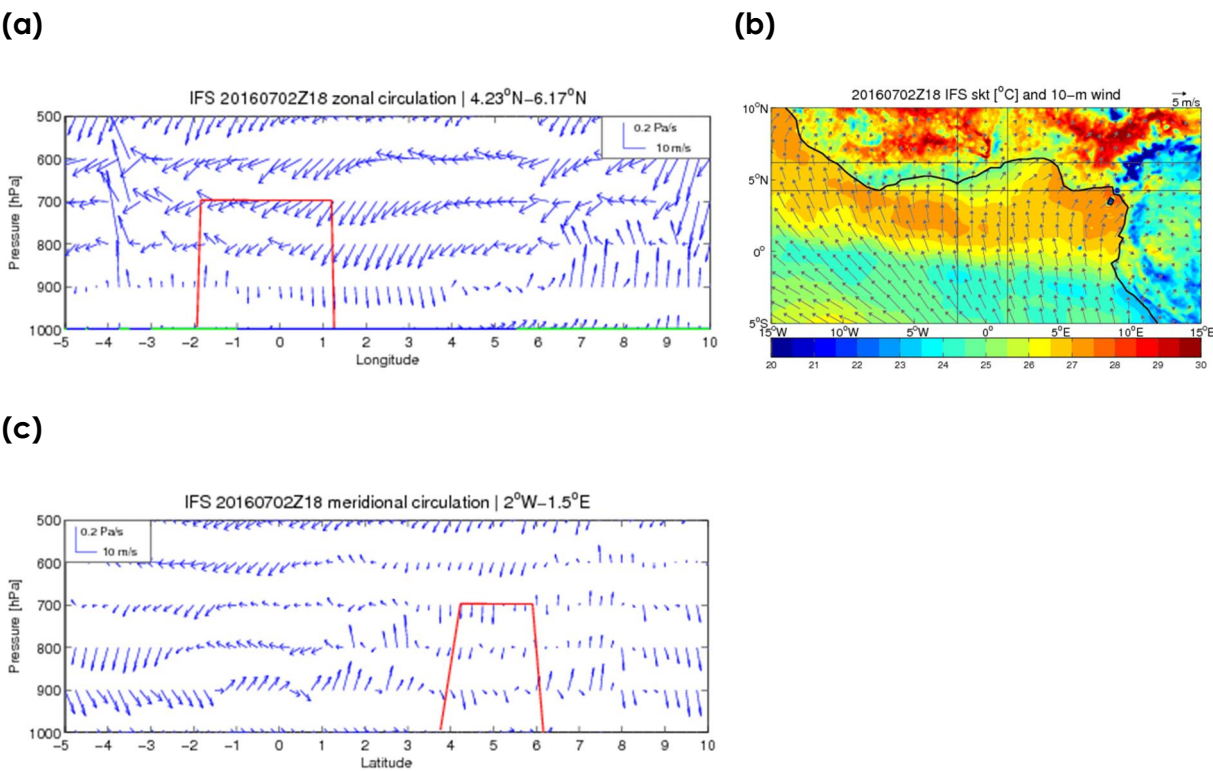 (a)
IFS 20160702Z18 zonal circulation | 4.23°N−6.17°N
500
600
700
800
900
1000
Pressure [hPa]
0.2 Pa/s
10 m/s
−5 −4 −3 −2 −1 0 1 2 3 4 5 6 7 8 9 10
Longitude
(b)
20160702Z18 IFS skt [°C] and 10−m wind
5 m/s
10°N
5°N
0°
5°S
15°W 10°W 5°W 0° 5°E 10°E 15°E
20 21 22 23 24 25 26 27 28 29 30
(c)
IFS 20160702Z18 meridional circulation | 2°W−1.5°E
500
600
700
800
900
1000
Pressure [hPa]
0.2 Pa/s
10 m/s
−5 −4 −3 −2 −1 0 1 2 3 4 5 6 7 8 9 10
Latitude